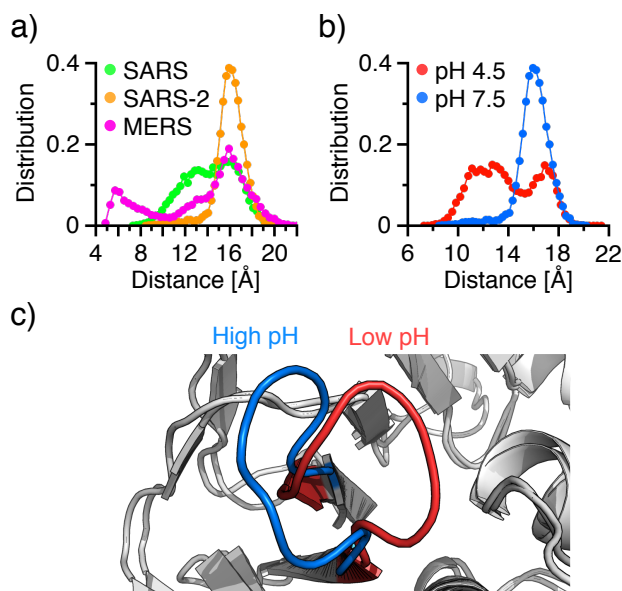 a)
SARS
SARS-2
MERS
Distribution
0.4
0.2
0
4 8 12 16 20
Distance [Å]
b)
pH 4.5
pH 7.5
Distribution
0.4
0.2
0
6 10 14 18 22
Distance [Å]
c)
High pH Low pH